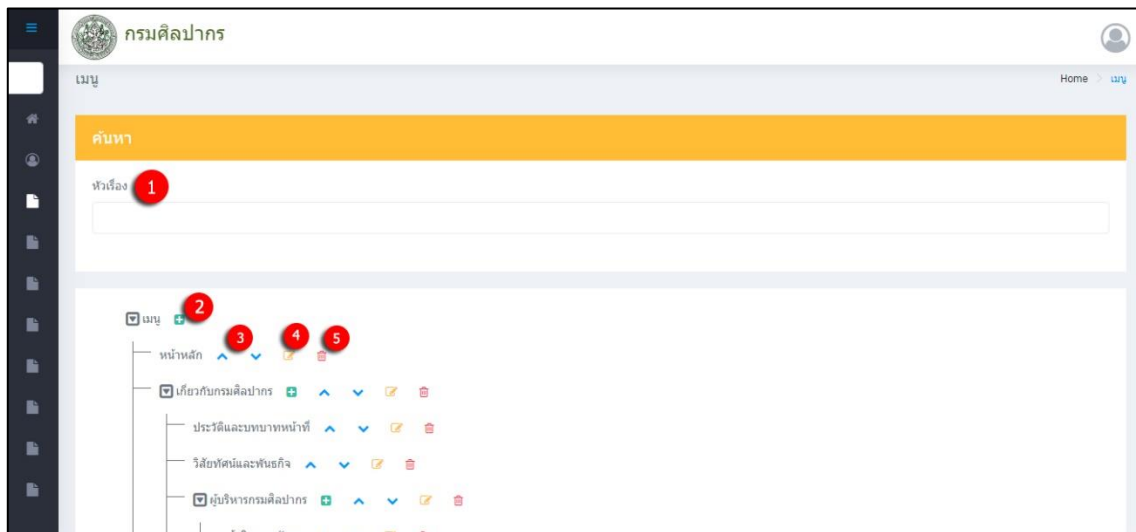 กรมศิลปากร
เมนู
Home > เมนู
ค้นหา
หัวเรื่อง 1
เมนู 2
3 4 5
หน้าหลัก
เกี่ยวกับกรมศิลปากร
ประวัติและบทบาทหน้าที่
วิสัยทัศน์และพันธกิจ
ผู้บริหารกรมศิลปากร